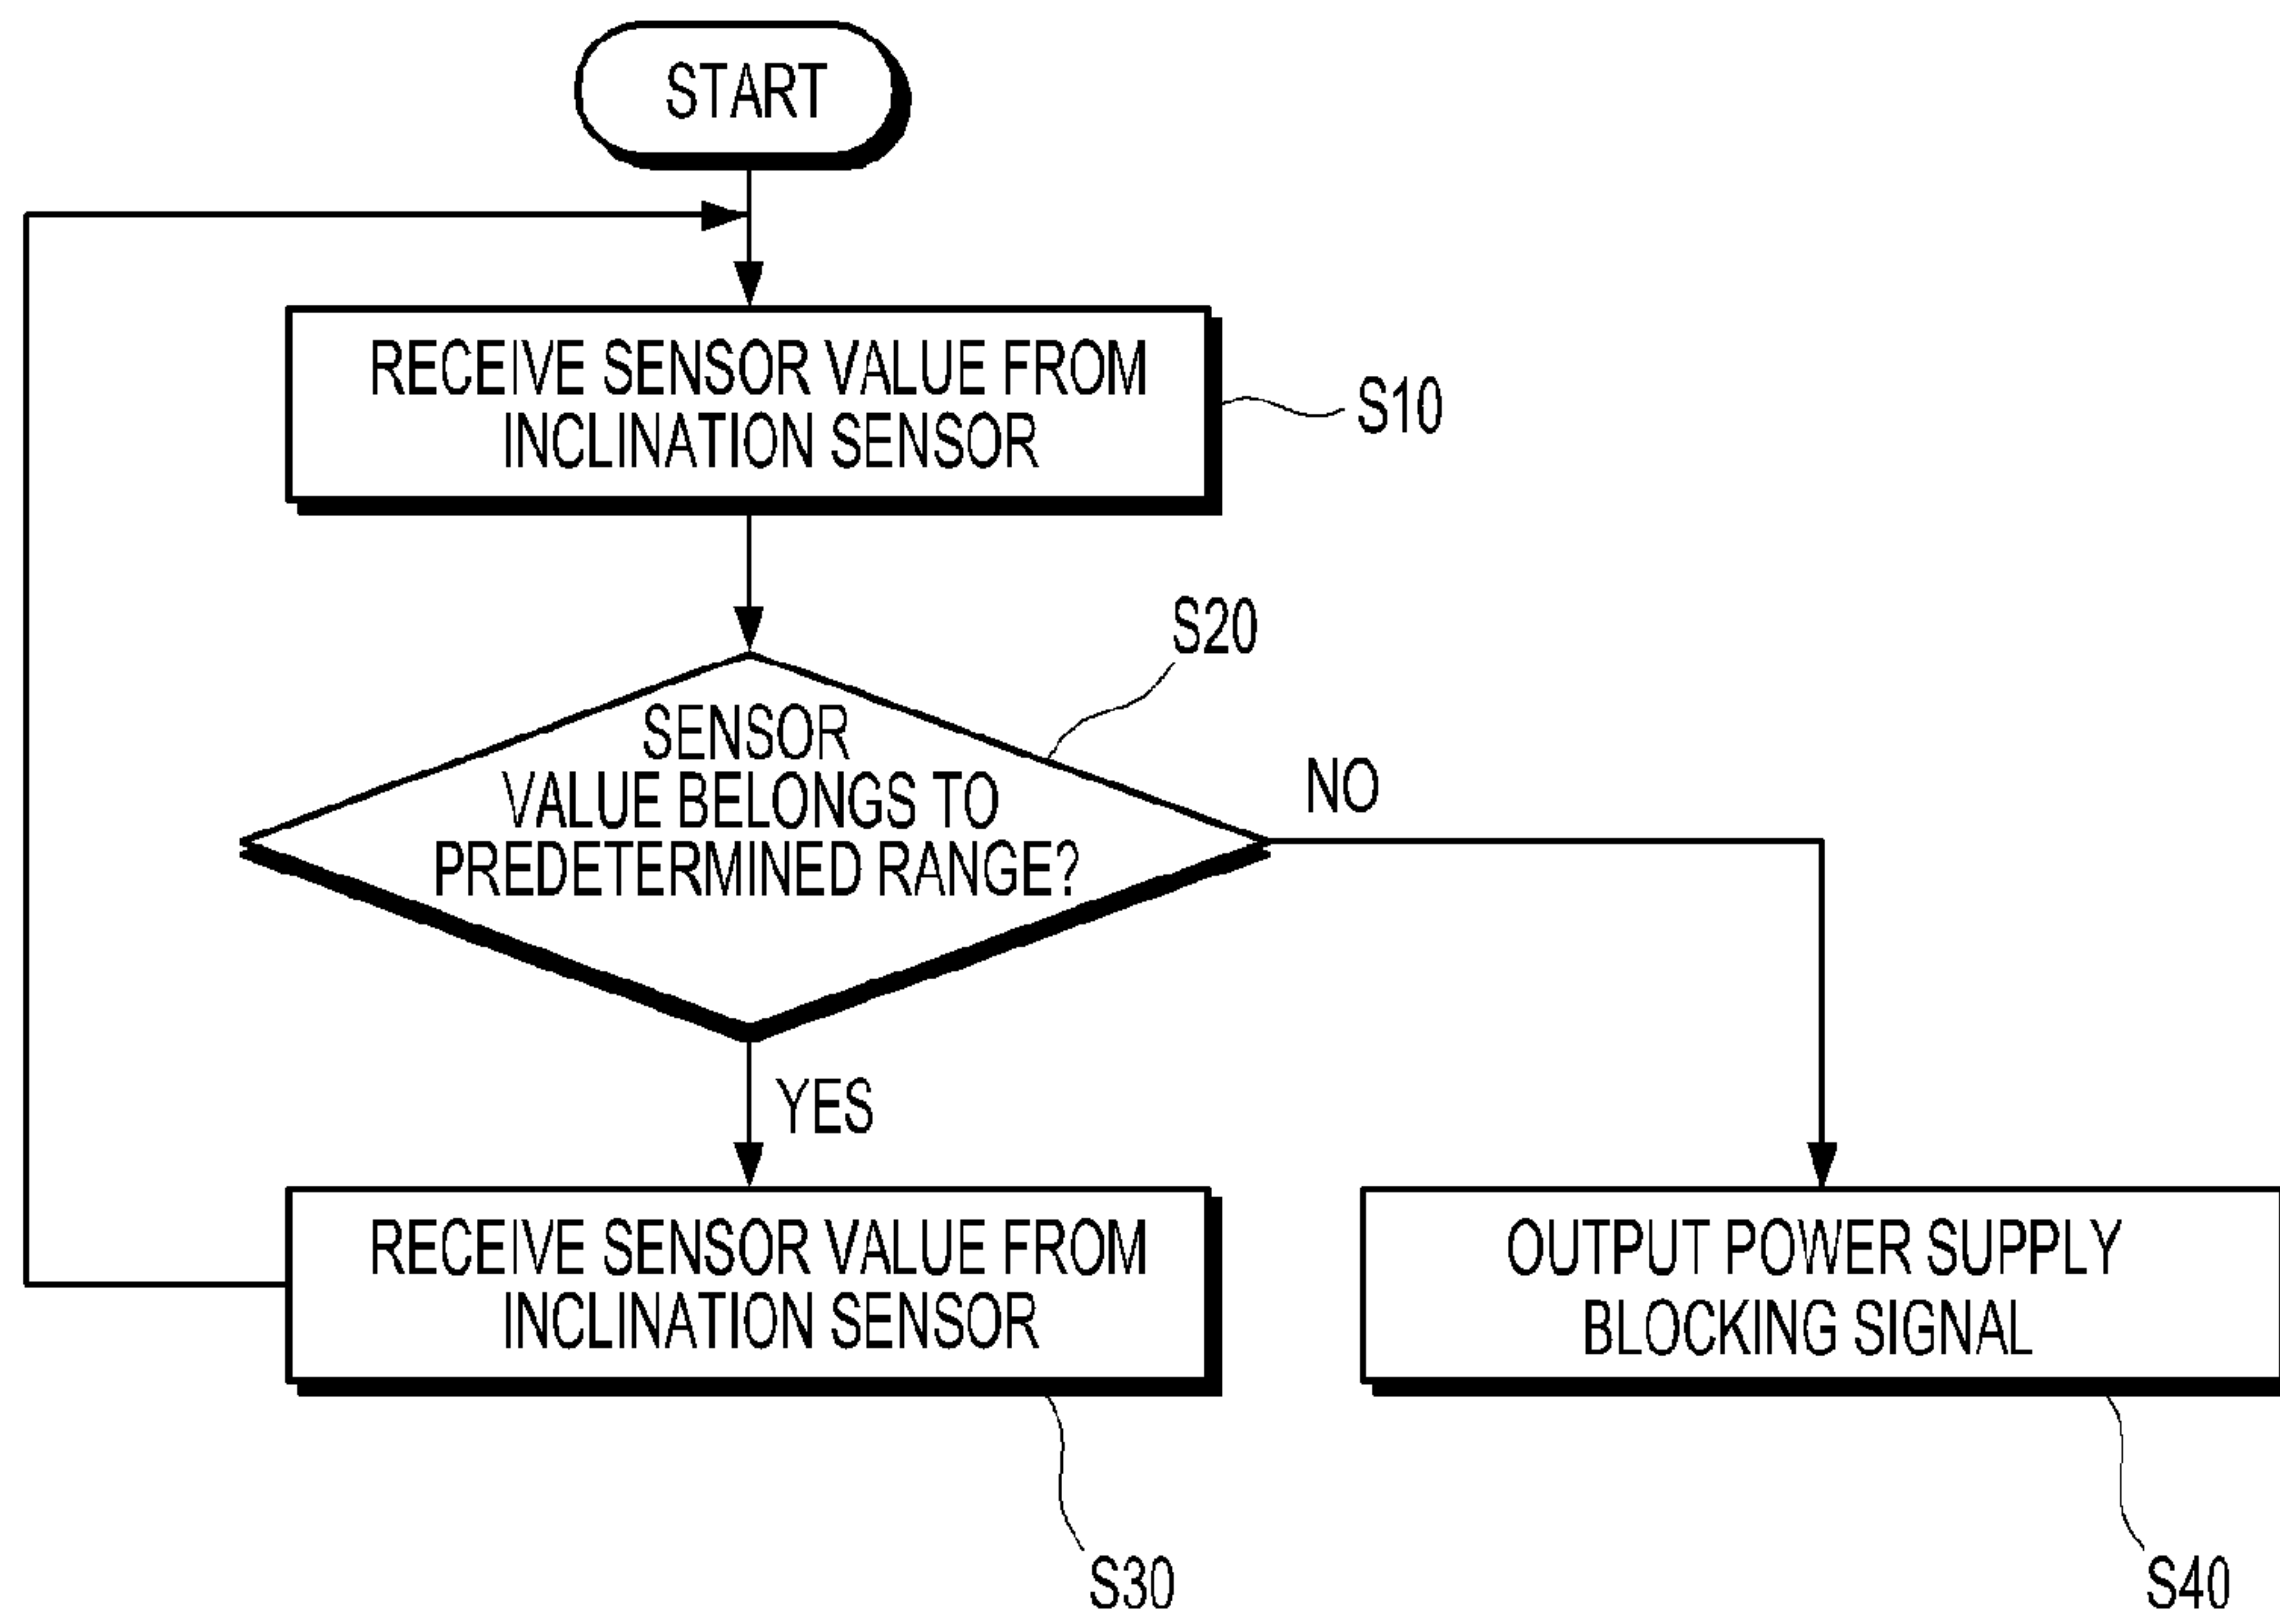 START
RECEIVE SENSOR VALUE FROM
INCLINATION SENSOR
S10
S20
SENSOR
VALUE BELONGS TO
PREDETERMINED RANGE?
NO
YES
RECEIVE SENSOR VALUE FROM
INCLINATION SENSOR
OUTPUT POWER SUPPLY
BLOCKING SIGNAL
S30
S40